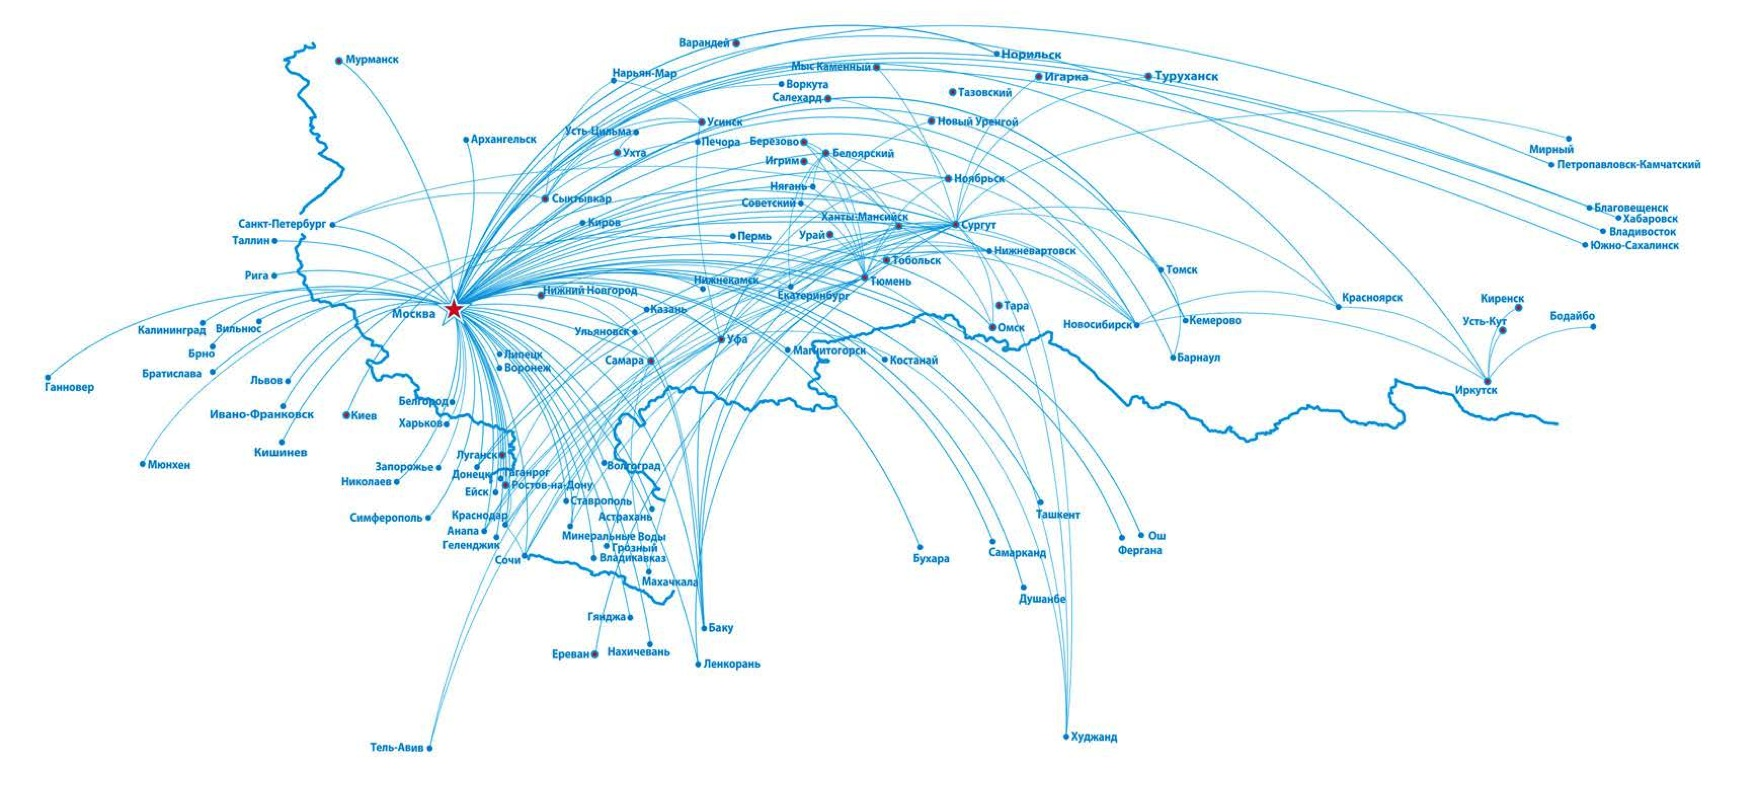 Варандей
Мурманск
Норильск
Мыс Каменный
Нарьян-Мар
Игарка
Туруханск
Воркута
Салехард
Тазовский
Усинск
Новый Уренгой
Усть-Цильма
Архангельск
Печора
Березово
Мирный
Ухта
Белоярский
Игрим
Петропавловск-Камчатский
Ноябрьск
Нягань
Сыктывкар
Советский
Благовещенск
Ханты-Мансийск
Хабаровск
Санкт-Петербург
Киров
Сургут
Владивосток
Таллин
Пермь
Урай
Южно-Сахалинск
Нижневартовск
Тобольск
Томск
Рига
Нижнекамск
Тюмень
Нижний Новгород
Екатеринбург
Красноярск
Киренск
Тара
Москва
Казань
Бодайбо
Усть-Кут
Кемерово
Новосибирск
Калининград
Вильнюс
Омск
Ульяновск
Уфа
Брно
Магнитогорск
Липецк
Самара
Костанай
Барнаул
Воронеж
Братислава
Львов
Ганновер
Иркутск
Белгород
Ивано-Франковск
Киев
Харьков
Кишинев
Луганск
Мюнхен
Запорожье
Волгоград
Донецк
Таганрог
Николаев
Ростов-на-Дону
Ейск
Ставрополь
Ташкент
Краснодар
Астрахань
Симферополь
Анапа
Минеральные Воды
Ош
Геленджик
Грозный
Фергана
Самарканд
Владикавказ
Бухара
Сочи
Махачкала
Душанбе
Гянджа
Баку
Ереван
Нахичевань
Ленкорань
Худжанд
Тель-Авив